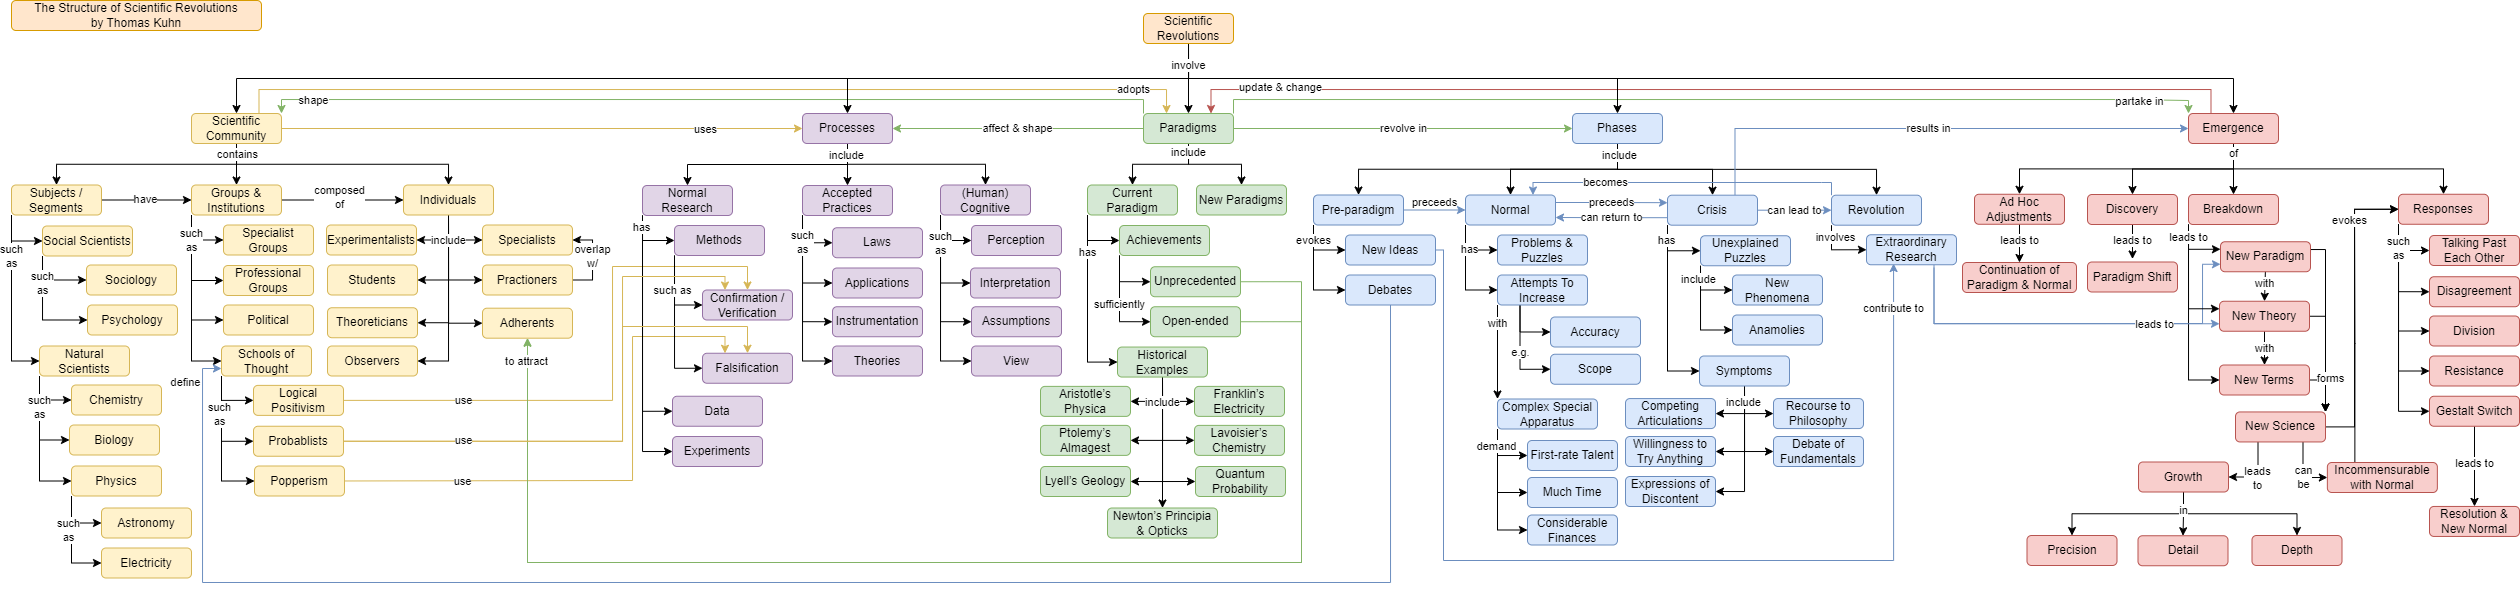 The Structure of Scientific Revolutions
by Thomas Kuhn
Scientific
Revolutions
involve
adopts
update & change
shape
partake in
Scientific
Community
uses
Processes
affect & shape
Paradigms
revolve in
Phases
results in
Emergence
contains
include
include
include
of
Subjects /
Segments
have
Groups &
Institutions
composed
of
Individuals
such
as
Social Scientists
such
as
Sociology
Psychology
Natural
Scientists
such
as
Chemistry
Biology
Physics
such
as
Astronomy
Electricity
such
as
Specialist
Groups
Professional
Groups
Political
Schools of
Thought
define
such
as
Logical
Positivism
use
Probablists
use
Popperism
use
Experimentalists
include
Specialists
overlap
w/
Students
Practioners
Theoreticians
Adherents
Observers
to attract
Normal
Research
has
Methods
such as
Confirmation /
Verification
Falsification
Data
Experiments
Accepted
Practices
such
as
Laws
Applications
Instrumentation
Theories
(Human)
Cognitive
such
as
Perception
Interpretation
Assumptions
View
Current
Paradigm
New Paradigms
has
Achievements
sufficiently
Unprecedented
Open-ended
Historical
Examples
include
Aristotle's
Physica
Franklin's
Electricity
Ptolemy's
Almagest
Lavoisier's
Chemistry
Lyell's Geology
Quantum
Probability
Newton's Principia
& Opticks
Pre-paradigm
preceeds
Normal
becomes
preceeds
can return to
Crisis
can lead to
Revolution
evokes
New Ideas
Debates
has
Problems &
Puzzles
Attempts To
Increase
with
e.g.
Accuracy
Scope
Complex Special
Apparatus
demand
First-rate Talent
Much Time
Considerable
Finances
has
Unexplained
Puzzles
include
New
Phenomena
Anamolies
Symptoms
include
Competing
Articulations
Recourse to
Philosophy
Willingness to
Try Anything
Debate of
Fundamentals
Expressions of
Discontent
involves
Extraordinary
Research
contribute to
leads to
Ad Hoc
Adjustments
leads to
Continuation of
Paradigm & Normal
Discovery
leads to
Paradigm Shift
Breakdown
leads to
New Paradigm
with
New Theory
with
New Terms
forms
New Science
leads
to
Growth
in
Precision
Detail
Depth
can
be
Incommensurable
with Normal
evokes
Responses
such
as
Talking Past
Each Other
Disagreement
Division
Resistance
Gestalt Switch
leads to
Resolution &
New Normal